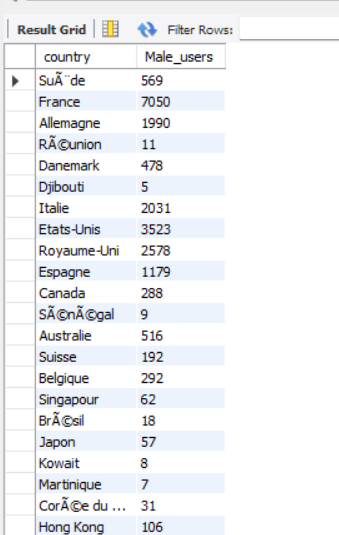 Result Grid Filter Rows:
country Male_users
SuÃ¨de 569
France 7050
Allemagne 1990
RÃ©union 11
Danemark 478
Djibouti 5
Italie 2031
Etats-Unis 3523
Royaume-Uni 2578
Espagne 1179
Canada 288
SÃ©nÃ©gal 9
Australie 516
Suisse 192
Belgique 292
Singapour 62
BrÃ©sil 18
Japon 57
Kowait 8
Martinique 7
CorÃ©e du ... 31
Hong Kong 106